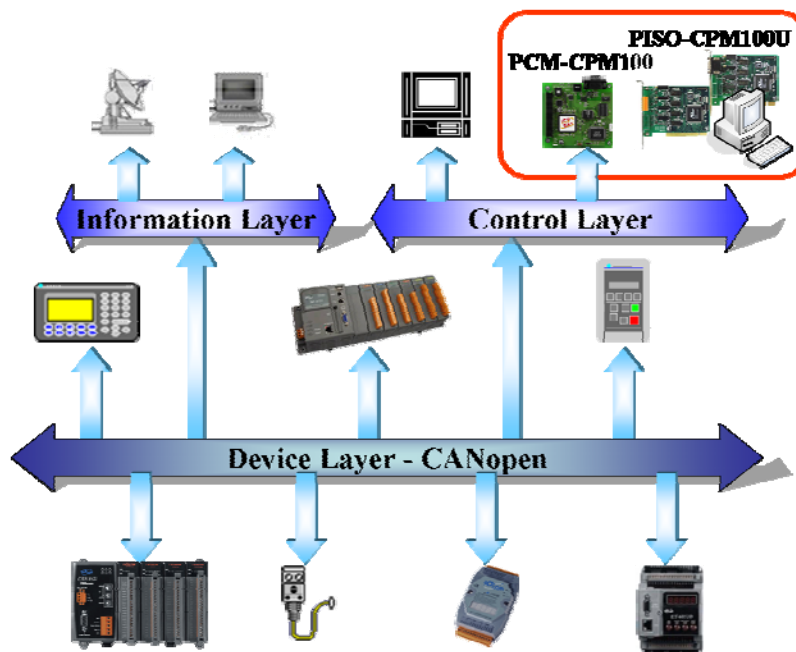 PISO-CPM100U
PCM-CPM100
Information Layer
Control Layer
Device Layer - CANopen